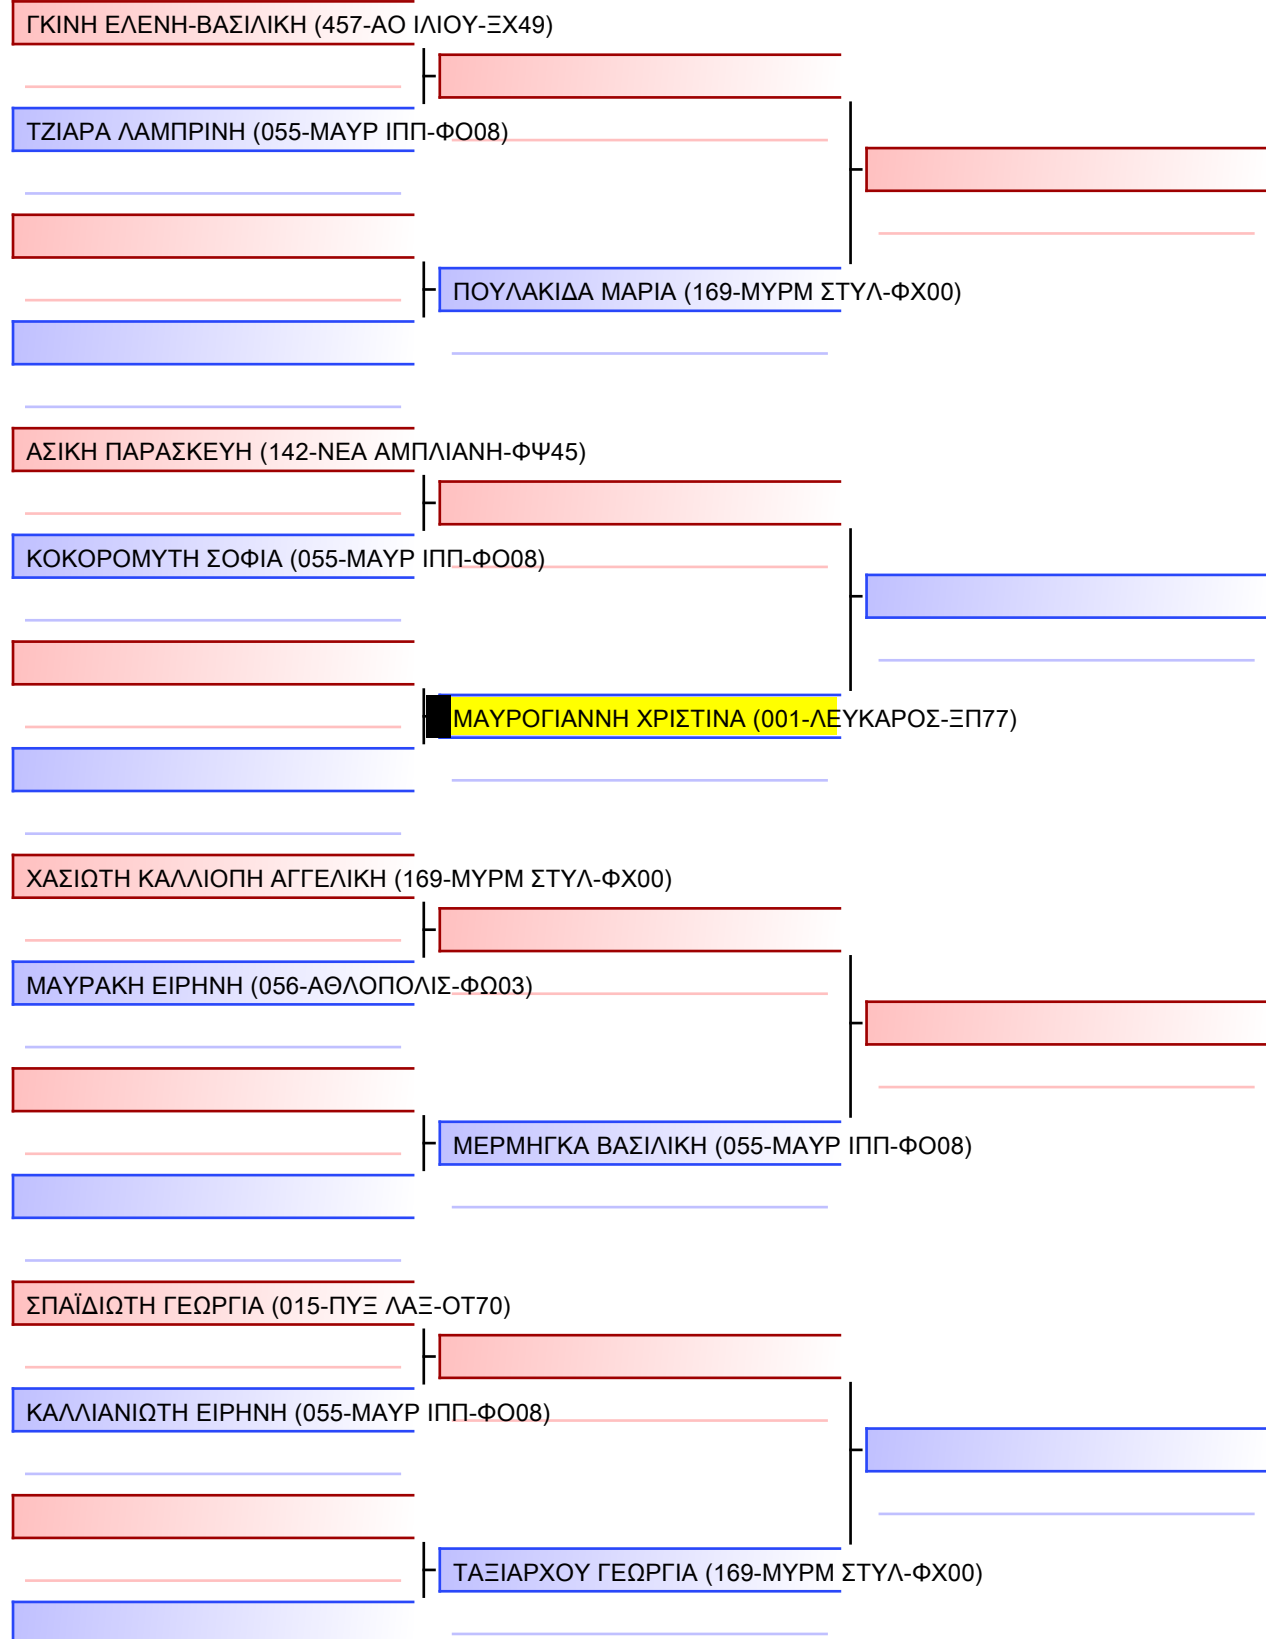 ΓΚΙΝΗ ΕΛΕΝΗ-ΒΑΣΙΛΙΚΗ (457-ΑΟ ΙΛΙΟΥ-ΞΧ49)
ΤΖΙΑΡΑ ΛΑΜΠΡΙΝΗ (055-ΜΑΥΡ ΙΠΠ-ΦΟ08)
ΠΟΥΛΑΚΙΔΑ ΜΑΡΙΑ (169-ΜΥΡΜ ΣΤΥΛ-ΦΧ00)
ΑΣΙΚΗ ΠΑΡΑΣΚΕΥΗ (142-ΝΕΑ ΑΜΠΛΙΑΝΗ-ΦΨ45)
ΚΟΚΟΡΟΜΥΤΗ ΣΟΦΙΑ (055-ΜΑΥΡ ΙΠΠ-ΦΟ08)
ΜΑΥΡΟΓΙΑΝΝΗ ΧΡΙΣΤΙΝΑ (001-ΛΕΥΚΑΡΟΣ-ΞΠ77)
ΧΑΣΙΩΤΗ ΚΑΛΛΙΟΠΗ ΑΓΓΕΛΙΚΗ (169-ΜΥΡΜ ΣΤΥΛ-ΦΧ00)
ΜΑΥΡΑΚΗ ΕΙΡΗΝΗ (056-ΑΘΛΟΠΟΛΙΣ-ΦΩ03)
ΜΕΡΜΗΓΚΑ ΒΑΣΙΛΙΚΗ (055-ΜΑΥΡ ΙΠΠ-ΦΟ08)
ΣΠΑΪΔΙΩΤΗ ΓΕΩΡΓΙΑ (015-ΠΥΞ ΛΑΞ-ΟΤ70)
ΚΑΛΛΙΑΝΙΩΤΗ ΕΙΡΗΝΗ (055-ΜΑΥΡ ΙΠΠ-ΦΟ08)
ΤΑΞΙΑΡΧΟΥ ΓΕΩΡΓΙΑ (169-ΜΥΡΜ ΣΤΥΛ-ΦΧ00)